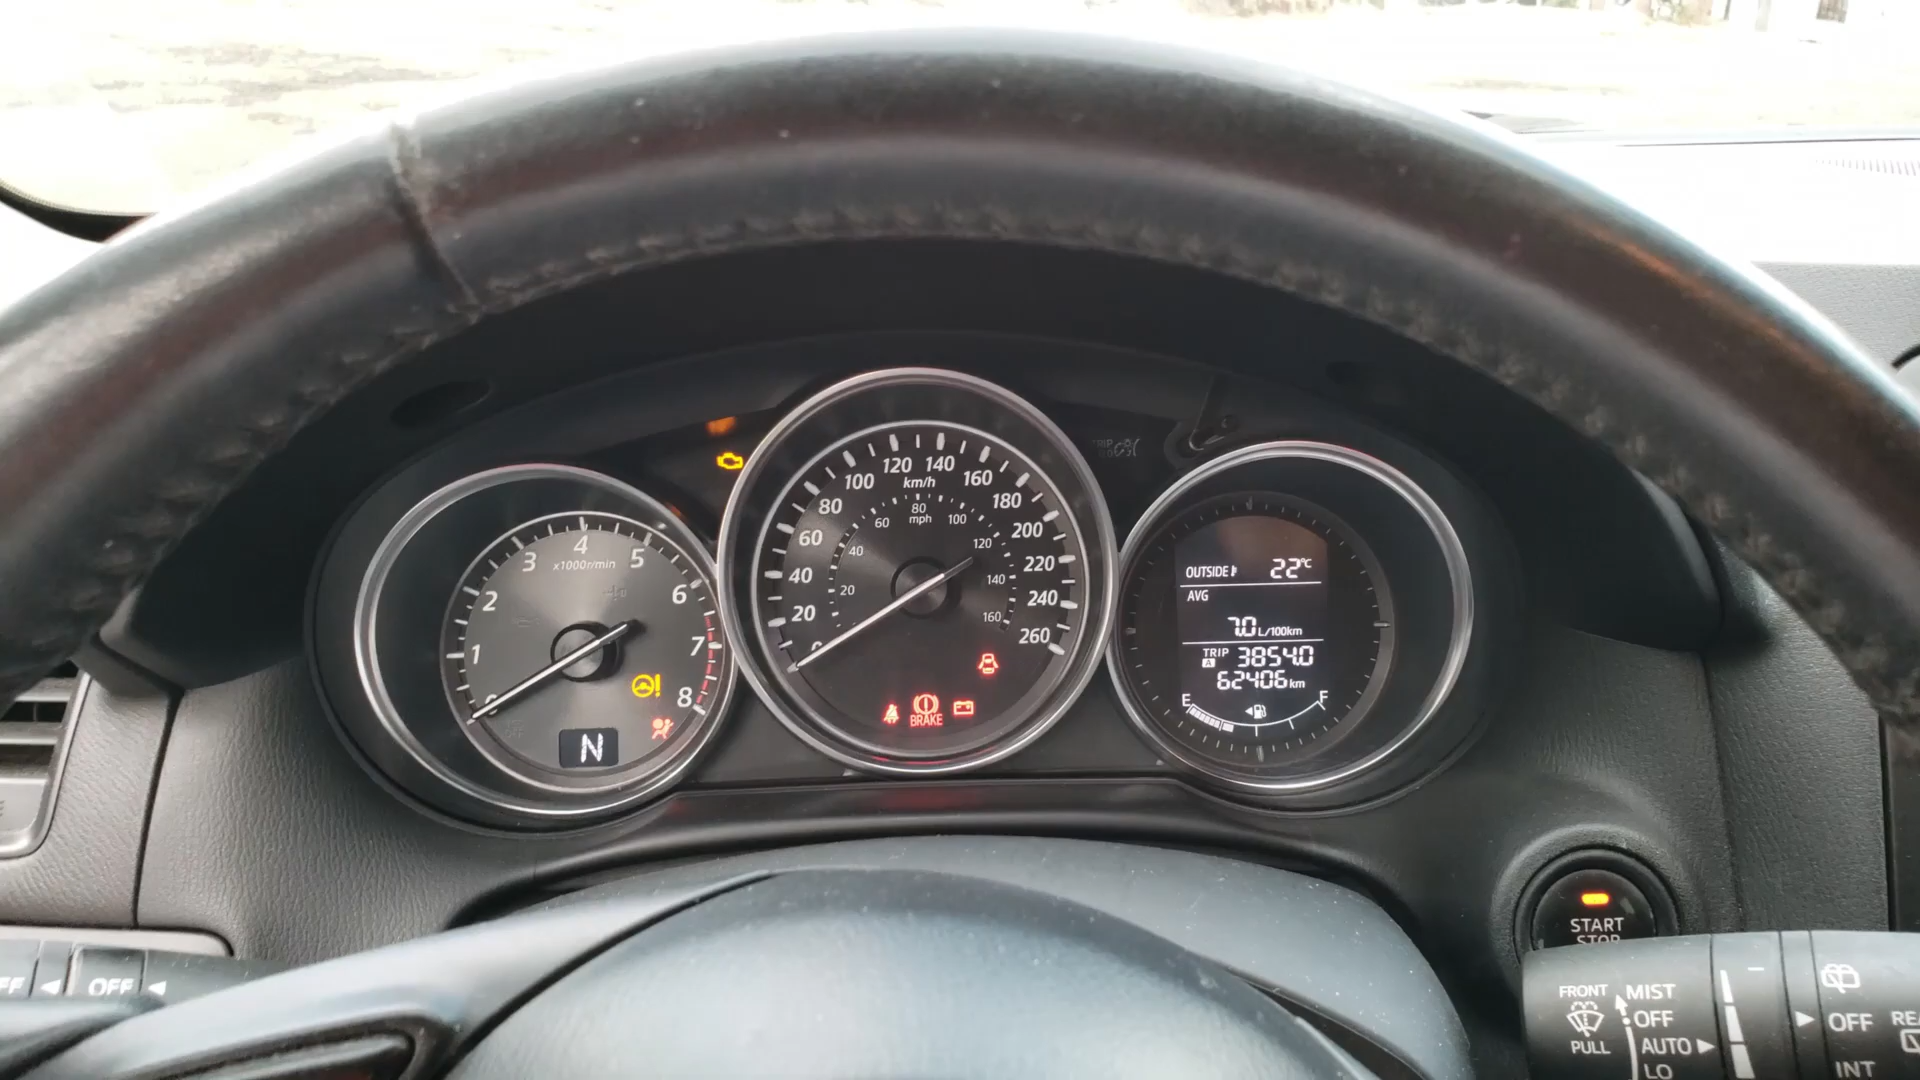 1 2 3 4 5 6 7 8
x1000r/min
N
20 40 60 80 100 120 140 160 180 200 220 240 260
km/h
20 40 60 80 100 120 140 160
mph
BRAKE
OUTSIDE 22°C
AVG
7.0 L/100km
TRIP A 3854.0
62406 km
E F
START
STOP
OFF
FRONT
PULL
MIST
OFF
AUTO
LO
OFF
INT